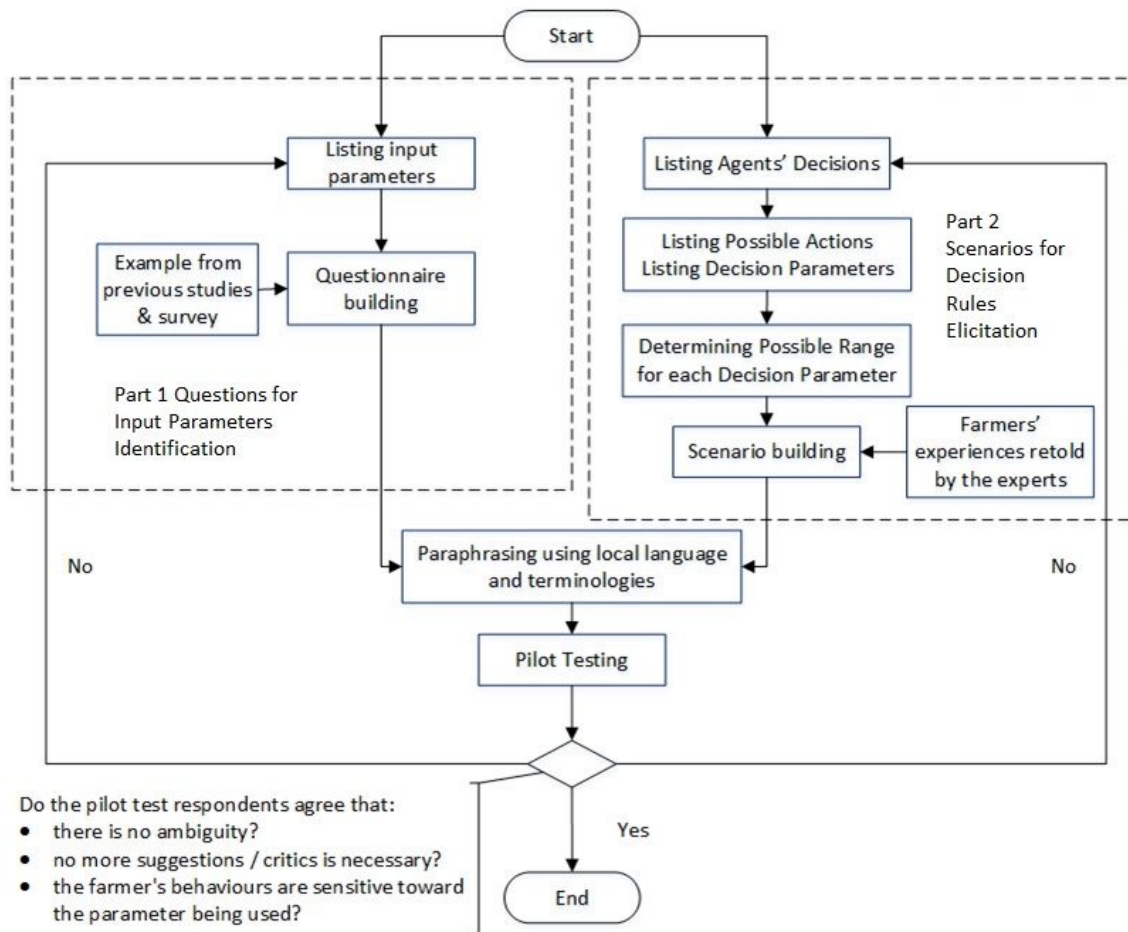 Start
Listing input
parameters
Example from
previous studies
& survey
Questionnaire
building
Part 1 Questions for
Input Parameters
Identification
Listing Agents’ Decisions
Listing Possible Actions
Listing Decision Parameters
Determining Possible Range
for each Decision Parameter
Scenario building
Farmers’
experiences retold
by the experts
Part 2
Scenarios for
Decision
Rules
Elicitation
No
Paraphrasing using local language
and terminologies
No
Pilot Testing
Do the pilot test respondents agree that:
• there is no ambiguity?
• no more suggestions / critics is necessary?
• the farmer's behaviours are sensitive toward
the parameter being used?
Yes
End